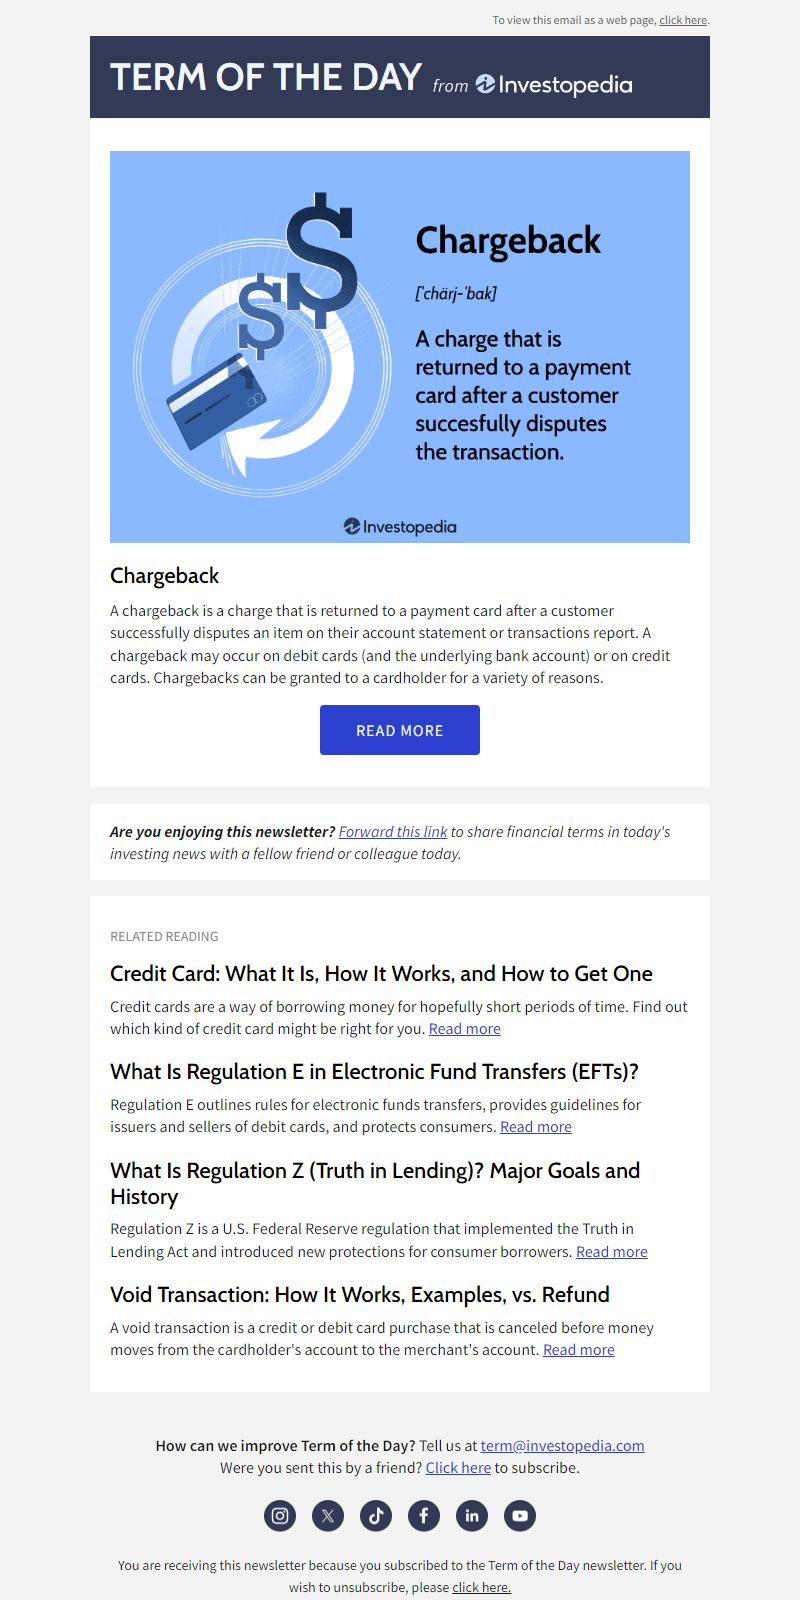 To view this email as a web page, click here.
TERM OF THE DAY from Investopedia
Chargeback
['chärj-'bak]
A charge that is
returned to a payment
card after a customer
succesfully disputes
the transaction.
Investopedia
Chargeback
A chargeback is a charge that is returned to a payment card after a customer
successfully disputes an item on their account statement or transactions report. A
chargeback may occur on debit cards (and the underlying bank account) or on credit
cards. Chargebacks can be granted to a cardholder for a variety of reasons.
READ MORE
Are you enjoying this newsletter? Forward this link to share financial terms in today's
investing news with a fellow friend or colleague today.
RELATED READING
Credit Card: What It Is, How It Works, and How to Get One
Credit cards are a way of borrowing money for hopefully short periods of time. Find out
which kind of credit card might be right for you. Read more
What Is Regulation E in Electronic Fund Transfers (EFTs)?
Regulation E outlines rules for electronic funds transfers, provides guidelines for
issuers and sellers of debit cards, and protects consumers. Read more
What Is Regulation Z (Truth in Lending)? Major Goals and
History
Regulation Z is a U.S. Federal Reserve regulation that implemented the Truth in
Lending Act and introduced new protections for consumer borrowers. Read more
Void Transaction: How It Works, Examples, vs. Refund
A void transaction is a credit or debit card purchase that is canceled before money
moves from the cardholder's account to the merchant's account. Read more
How can we improve Term of the Day? Tell us at term@investopedia.com
Were you sent this by a friend? Click here to subscribe.
You are receiving this newsletter because you subscribed to the Term of the Day newsletter. If you
wish to unsubscribe, please click here.